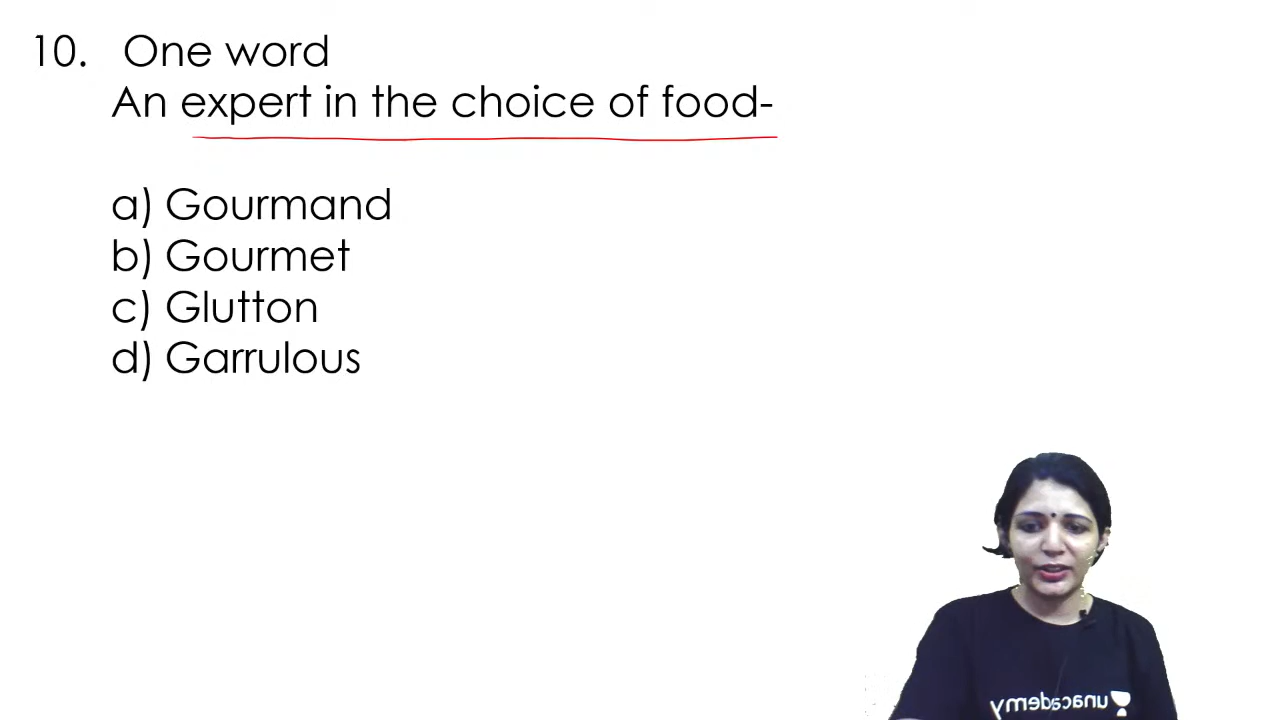 10. One word
An expert in the choice of food-
a) Gourmand
b) Gourmet
c) Glutton
d) Garrulous
unacademy